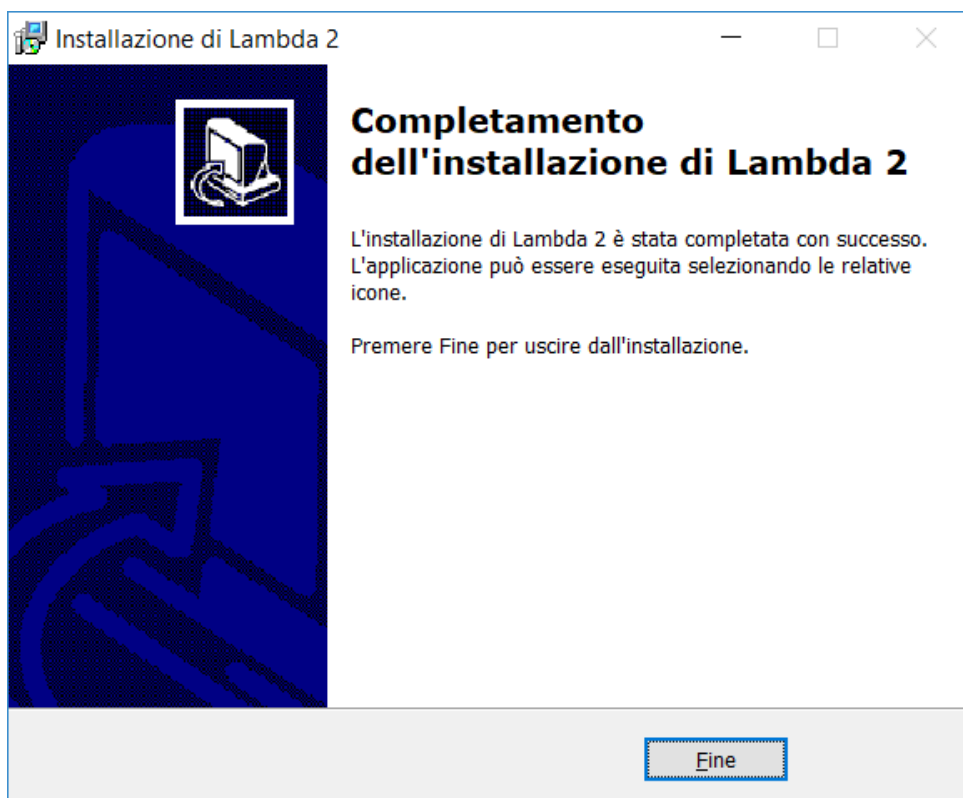 Installazione di Lambda 2
Completamento
dell'installazione di Lambda 2
L'installazione di Lambda 2 è stata completata con successo.
L'applicazione può essere eseguita selezionando le relative
icone.
Premere Fine per uscire dall'installazione.
Fine